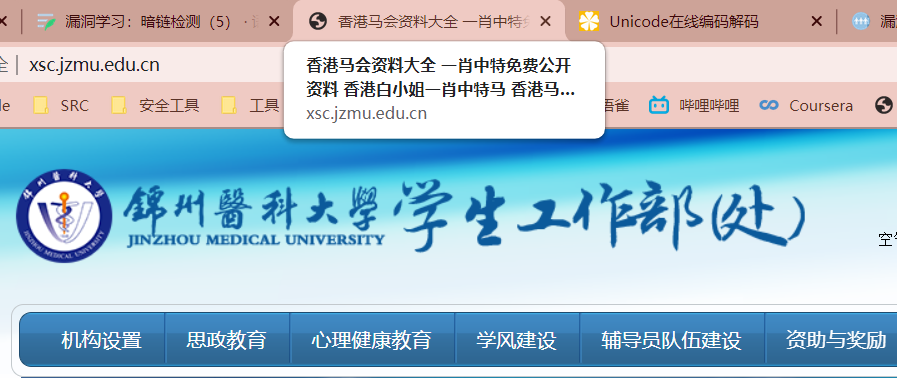 漏洞学习：暗链检测（5） ·
香港马会资料大全 一肖中特
Unicode在线编码解码
全 xsc.jzmu.edu.cn
香港马会资料大全 一肖中特免费公开
资料 香港白小姐一肖中特马 香港马...
xsc.jzmu.edu.cn
SRC 安全工具 工具 语雀 哔哩哔哩 Coursera
錦州醫科大學 学生工作部(处)
JINZHOU MEDICAL UNIVERSITY
机构设置 思政教育 心理健康教育 学风建设 辅导员队伍建设 资助与奖励